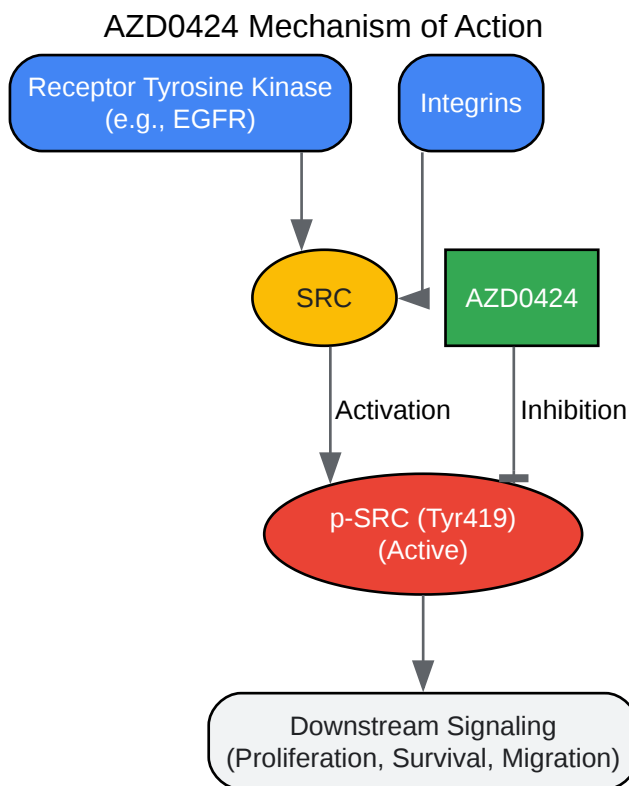 AZD0424 Mechanism of Action
Receptor Tyrosine Kinase
(e.g., EGFR)
Integrins
SRC
AZD0424
Activation
Inhibition
p-SRC (Tyr419)
(Active)
Downstream Signaling
(Proliferation, Survival, Migration)